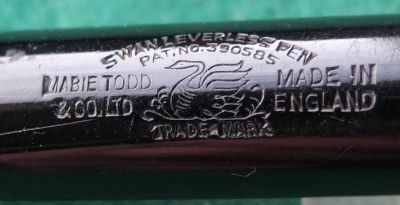 SWAN LEVERLESS PEN
PAT. NO. 390585
MABIE TODD
& CO. LTD
MADE IN
ENGLAND
TRADE MARK